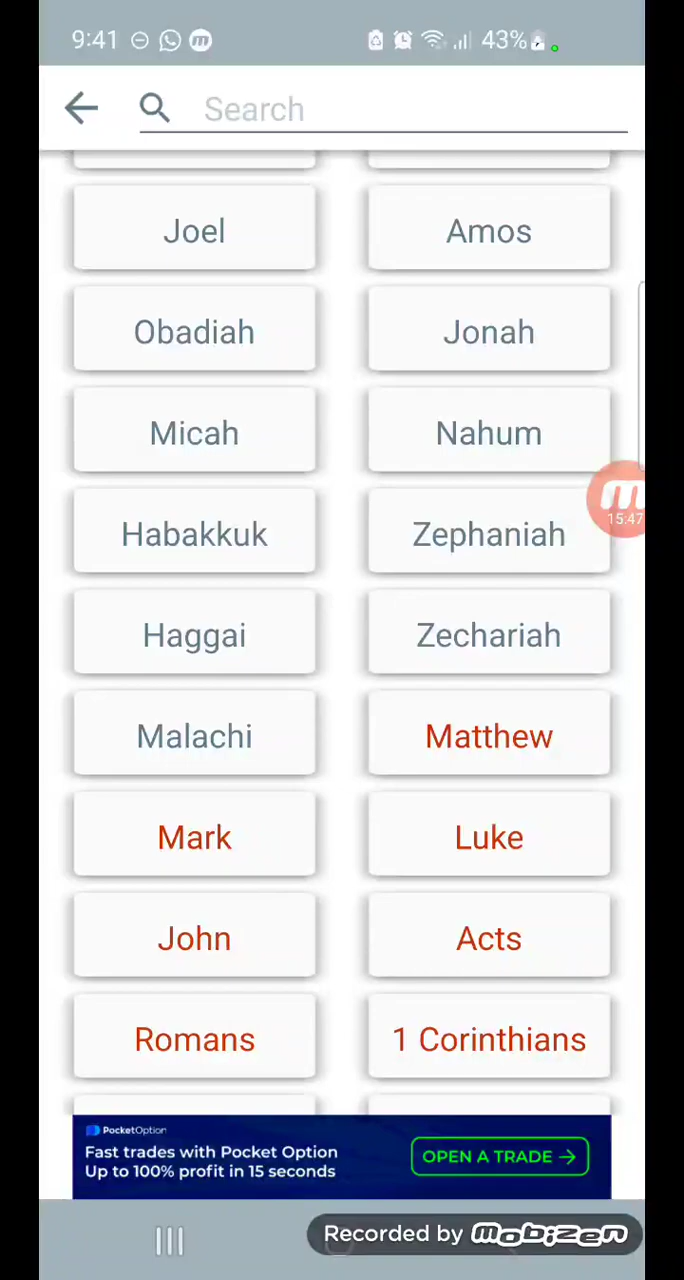 9:41 43%
Search
Joel Amos
Obadiah Jonah
Micah Nahum
Habakkuk Zephaniah
15:47
Haggai Zechariah
Malachi Matthew
Mark Luke
John Acts
Romans 1 Corinthians
PocketOption
Fast trades with Pocket Option
Up to 100% profit in 15 seconds
OPEN A TRADE →
Recorded by mobizen